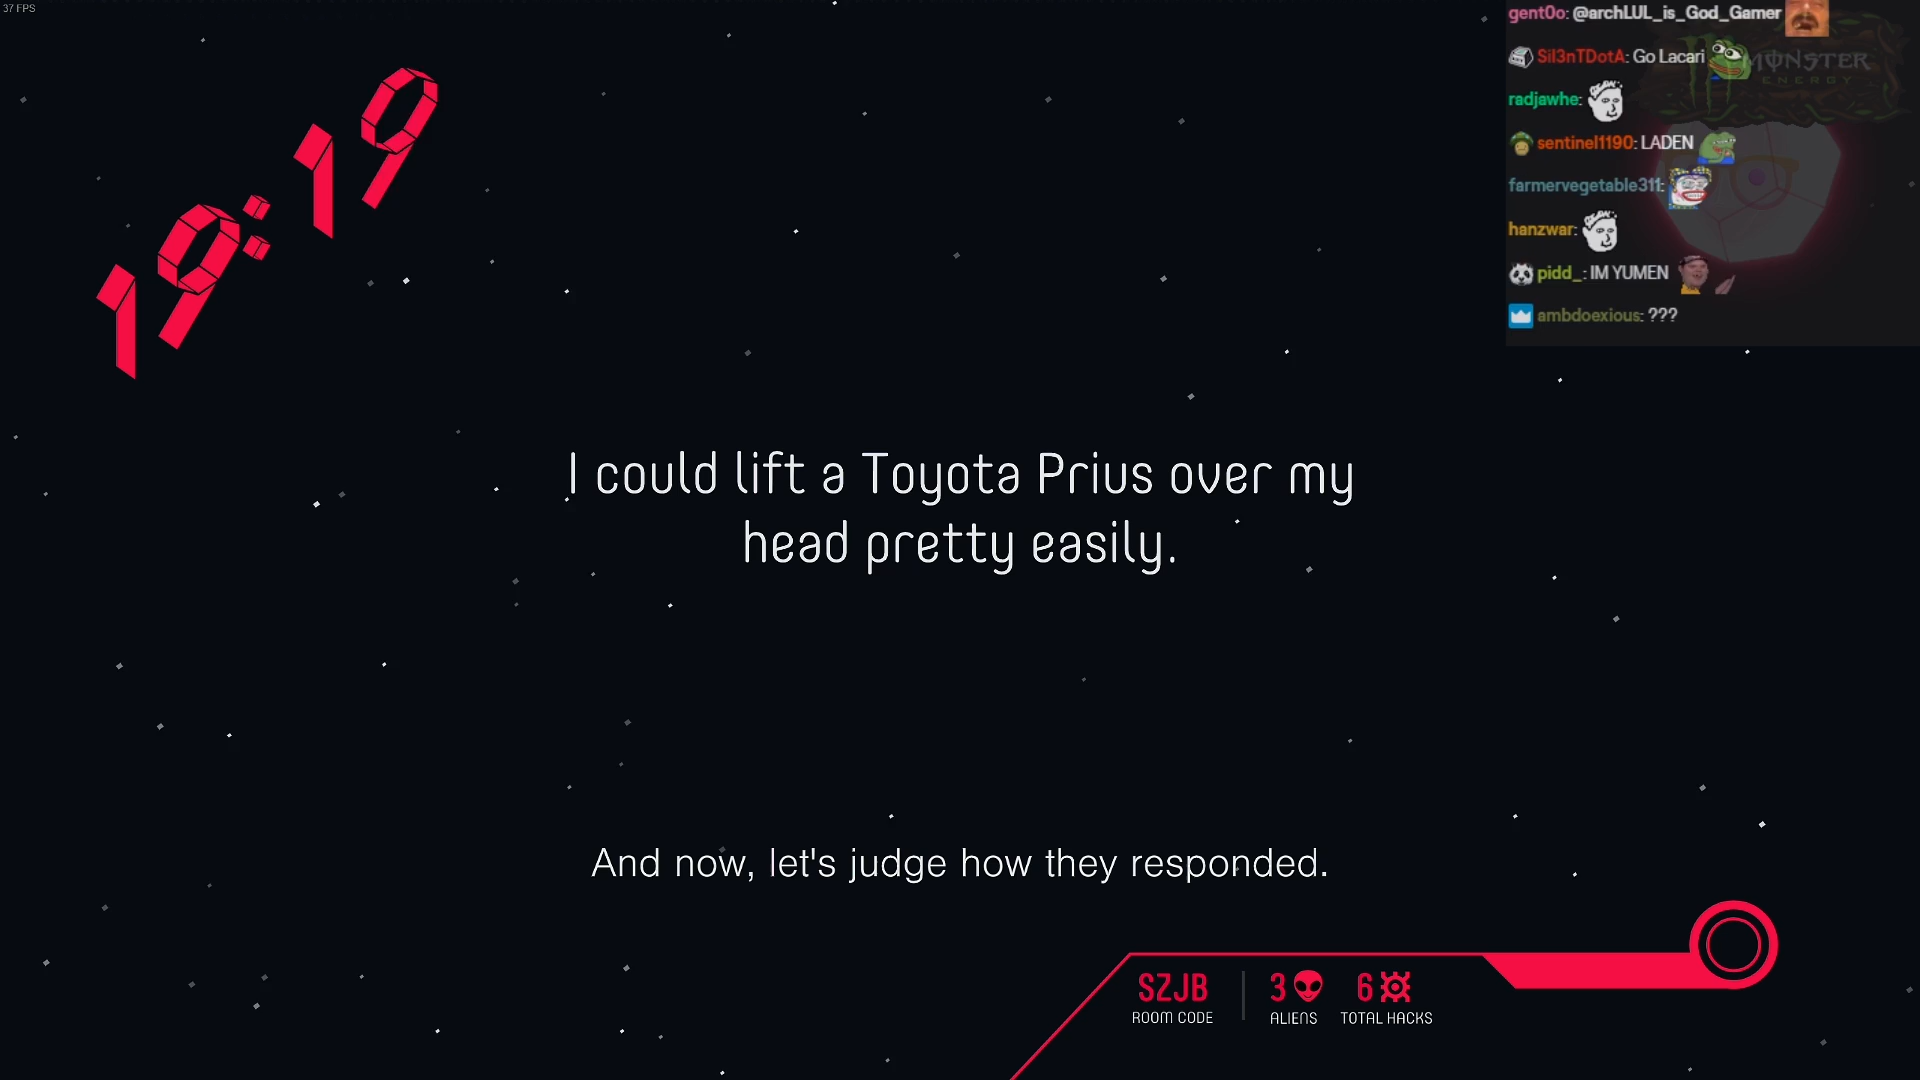 37 FPS
19:19
gent0o: @archLUL_is_God_Gamer
Sil3nTDotA: Go Lacari
MONSTER
ENERGY
radjawhe:
sentinel1190: LADEN
farmervegetable311:
hanzwar:
pidd_: IM YUMEN
ambdoexious: ???
I could lift a Toyota Prius over my
head pretty easily.
And now, let's judge how they responded.
SZJB
ROOM CODE
3
ALIENS
6
TOTAL HACKS